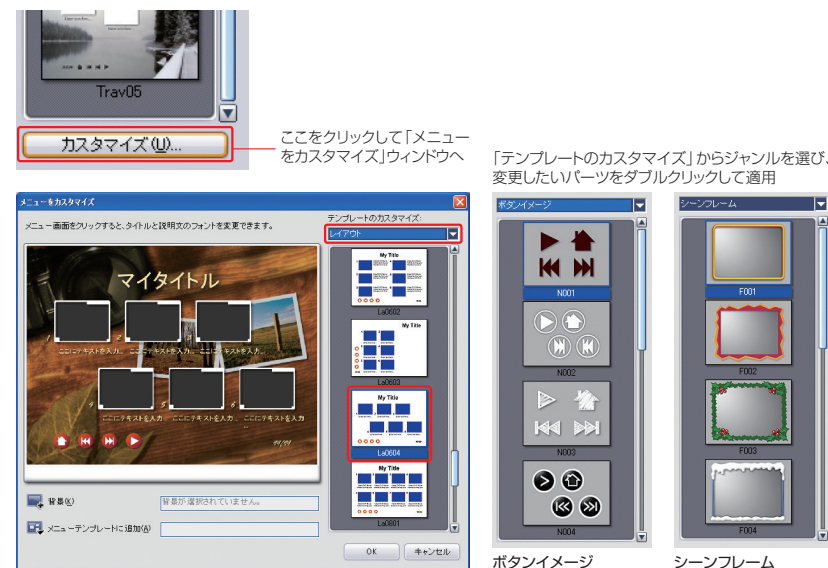 Trav05
カスタマイズ(U)...
ここをクリックして「メニュー
をカスタマイズ」ウィンドウへ
「テンプレートのカスタマイズ」からジャンルを選び、
変更したいパーツをダブルクリックして適用
メニューをカスタマイズ
メニュー画面をクリックすると、タイトルと説明文のフォントを変更できます。
テンプレートのカスタマイズ:
レイアウト
マイタイトル
1 2 3
ここにテキストを入力... ここにテキストを入力... ここにテキストを入力...
4 5 6
ここにテキストを入力... ここにテキストを入力... ここにテキストを入力
...
My Title
La0602
My Title
La0603
My Title
La0604
My Title
La0801
背景(K)
背景が選択されていません。
メニューテンプレートに追加(A)
OK
キャンセル
ボタンイメージ
N001
N002
N003
N004
ボタンイメージ
シーンフレーム
F001
F002
F003
F004
シーンフレーム